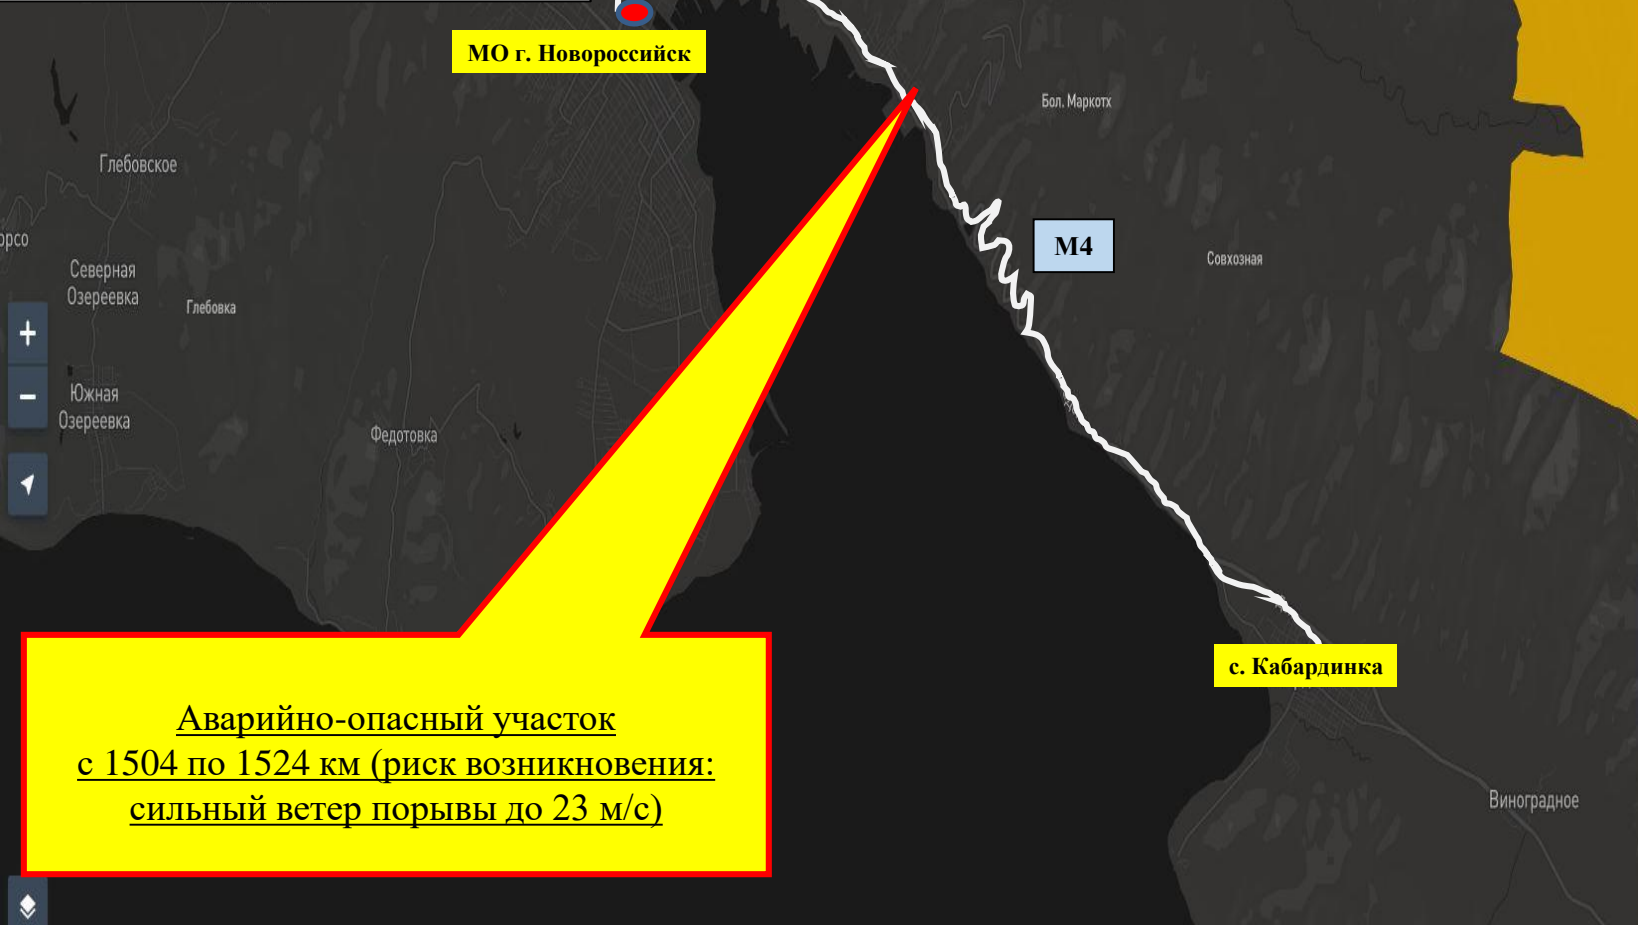 МО г. Новороссийск
Бол. Маркотх
Глебовское
М4
Совхозная
Северная
Озереевка
Глебовка
+
−
Южная
Озереевка
Федотовка
с. Кабардинка
Аварийно-опасный участок
с 1504 по 1524 км (риск возникновения:
сильный ветер порывы до 23 м/с)
Виноградное